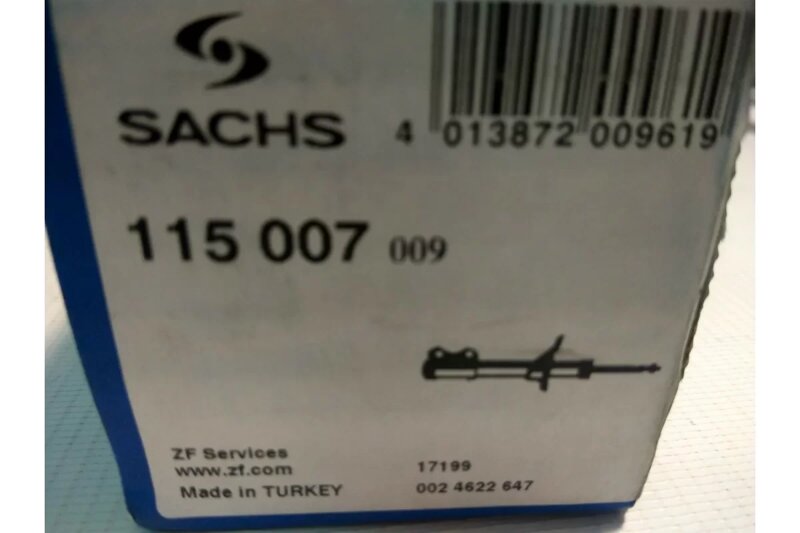 SACHS
4 013872 009619
115 007 009
ZF Services
www.zf.com
Made in TURKEY
17199
002 4622 647